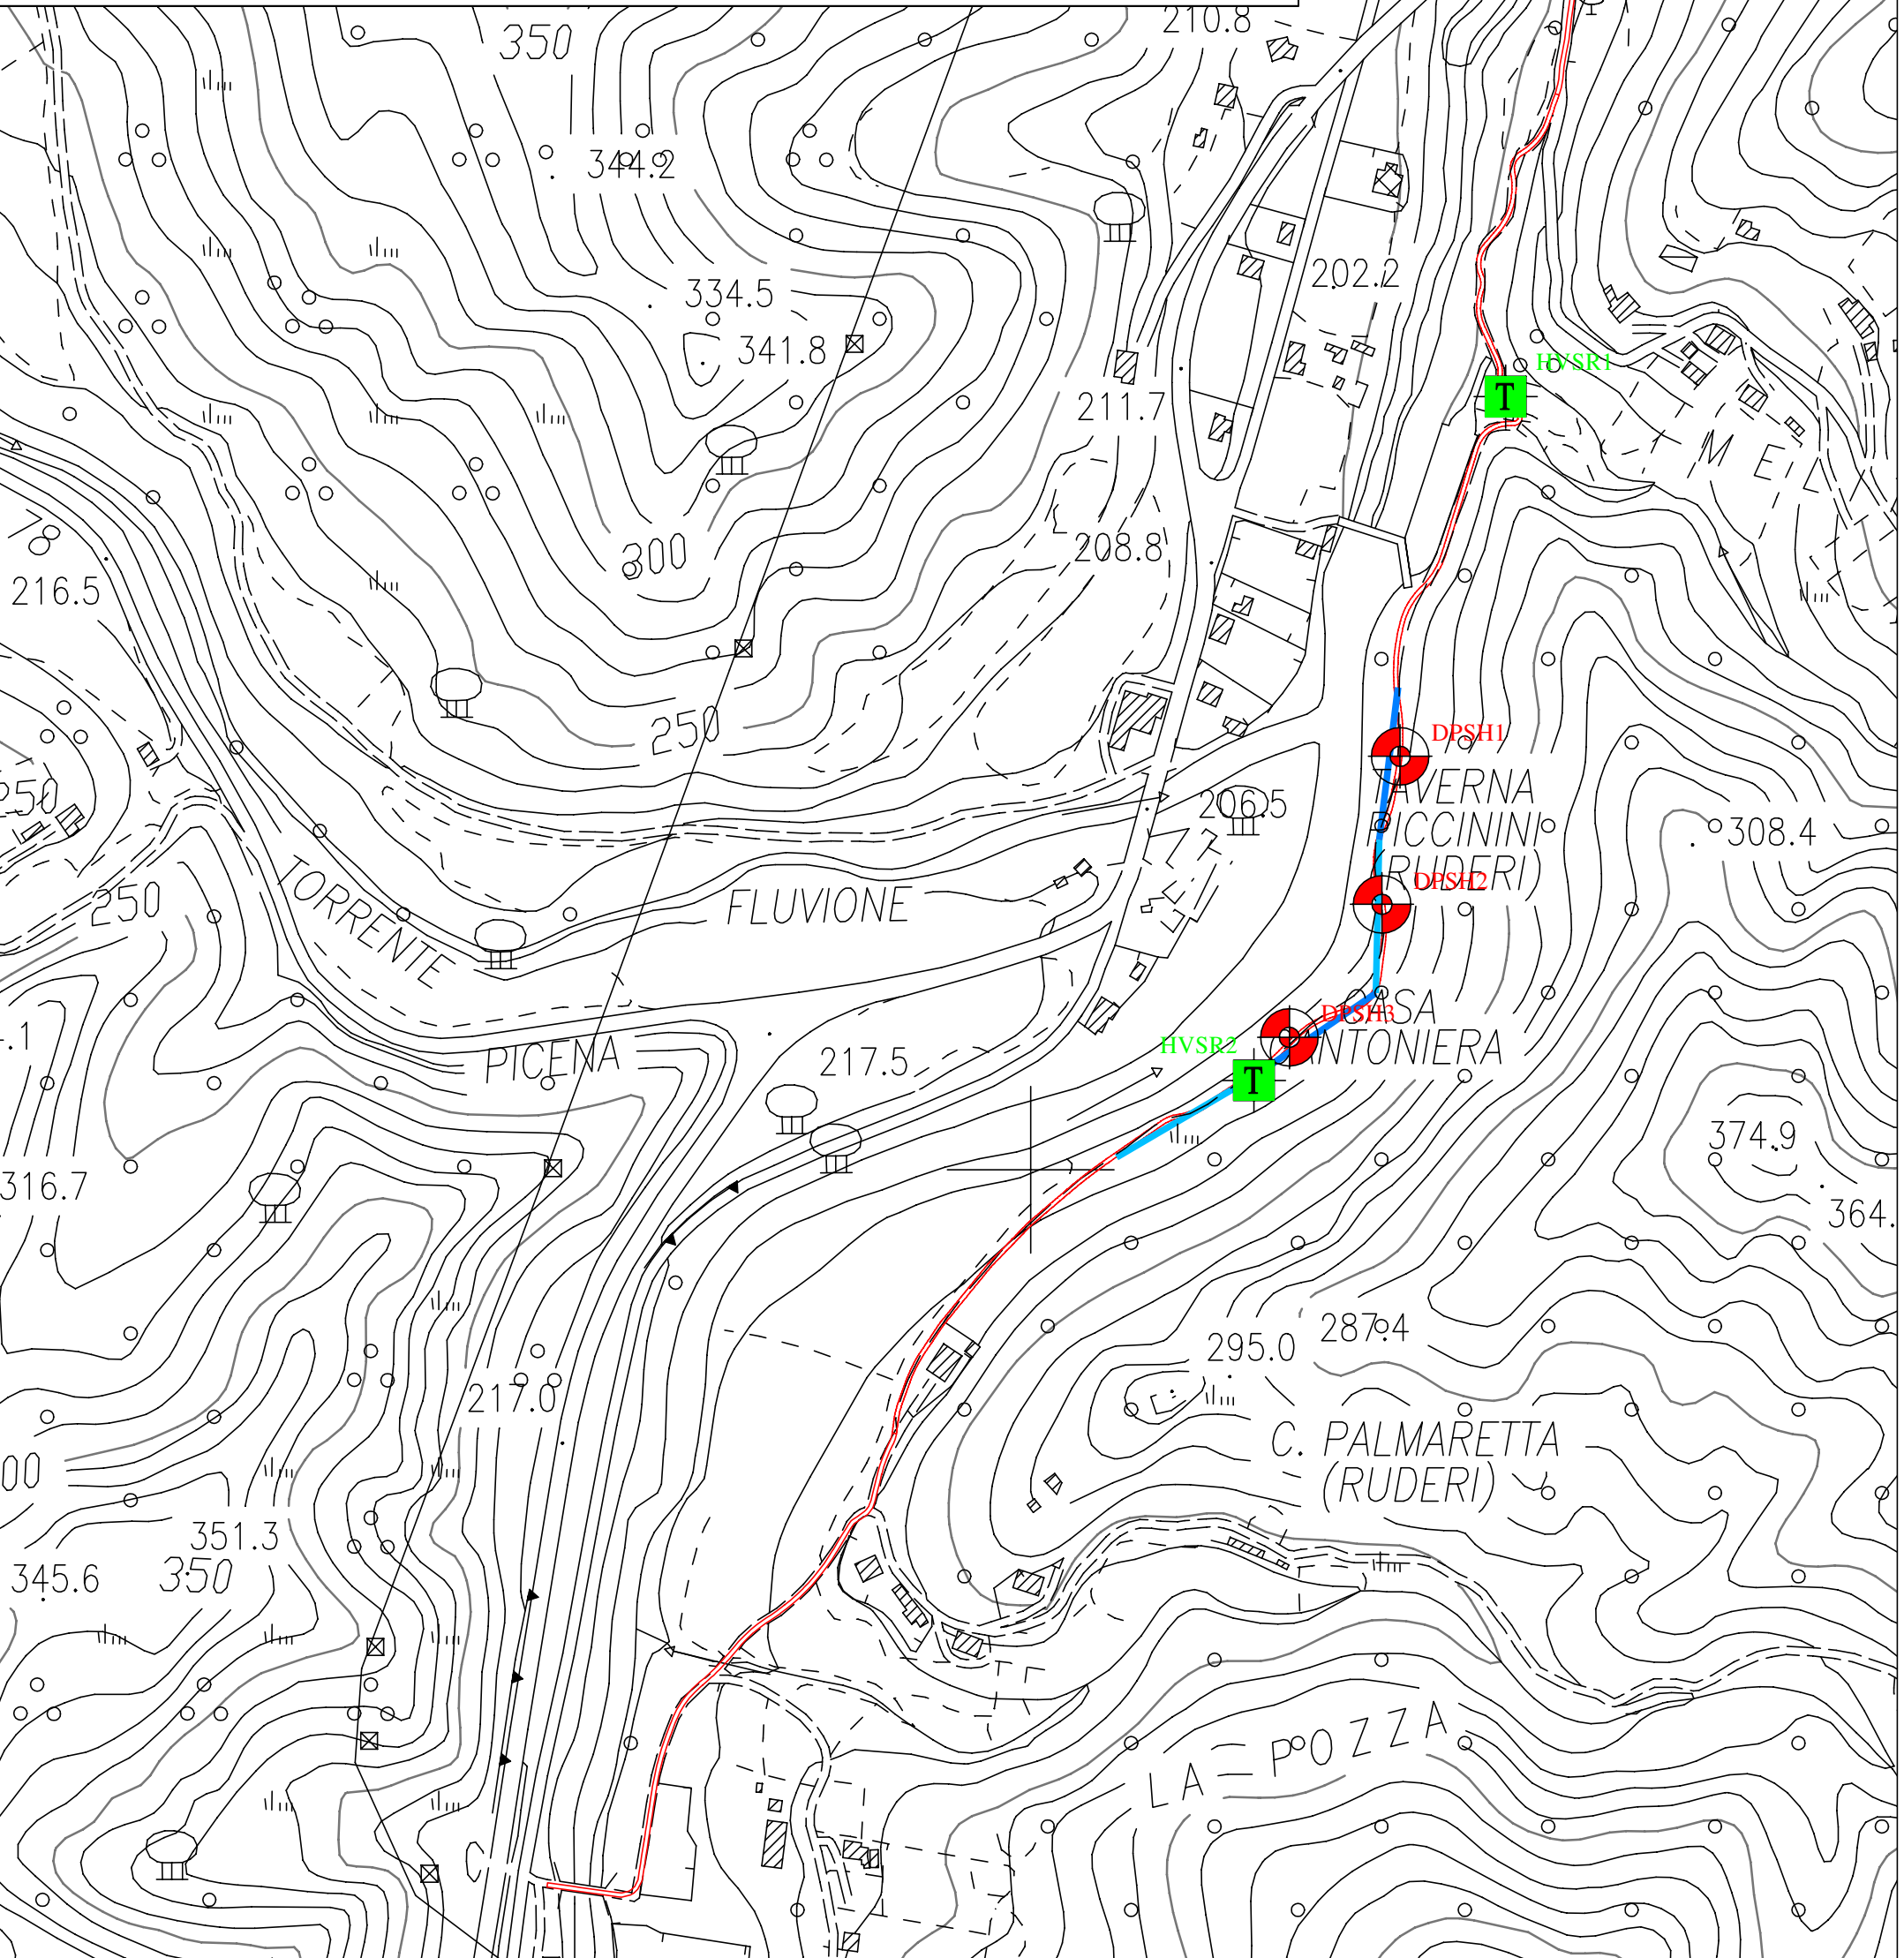 210.8
350
344.2
202.2
334.5
341.8
HVSR1
T
211.7
MEL
78
300
208.8
216.5
250
DPSH1
206.5
TAVERNA
PICCININI
(RUDERI)
308.4
250
DPSH2
250
TORRENTE
FLUVIONE
CASA
DPSH3
ANTONIERA
HVSR2
T
217.5
PICENA
374.9
316.7
364.
287.4
295.0
217.0
C. PALMARETTA
(RUDERI)
351.3
345.6
350
LA POZZA